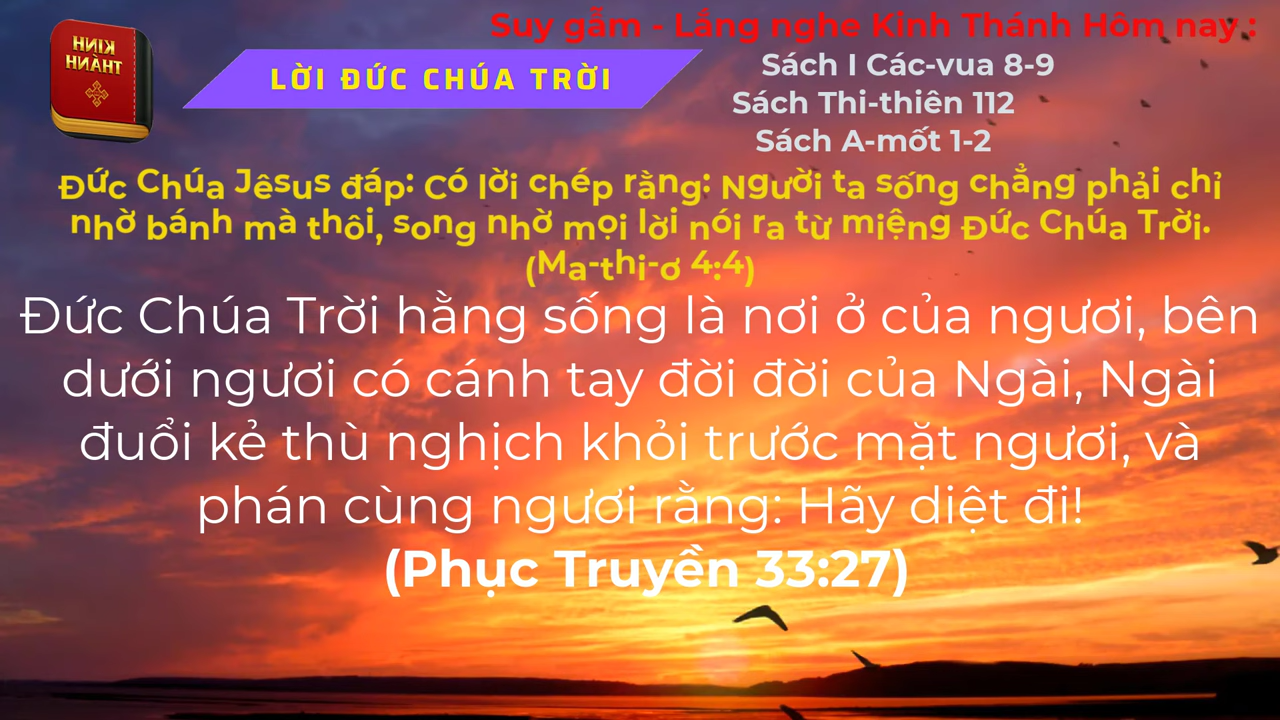 Suy gẫm - Lắng nghe Kinh Thánh Hôm nay :
KINH
THÁNH
LỜI ĐỨC CHÚA TRỜI
Sách I Các-vua 8-9
Sách Thi-thiên 112
Sách A-mốt 1-2
Đức Chúa Jêsus đáp: Có lời chép rằng: Người ta sống chẳng phải chỉ
nhờ bánh mà thôi, song nhờ mọi lời nói ra từ miệng Đức Chúa Trời.
(Ma-thi-ơ 4:4)
Đức Chúa Trời hằng sống là nơi ở của ngươi, bên
dưới ngươi có cánh tay đời đời của Ngài, Ngài
đuổi kẻ thù nghịch khỏi trước mặt ngươi, và
phán cùng ngươi rằng: Hãy diệt đi!
(Phục Truyền 33:27)